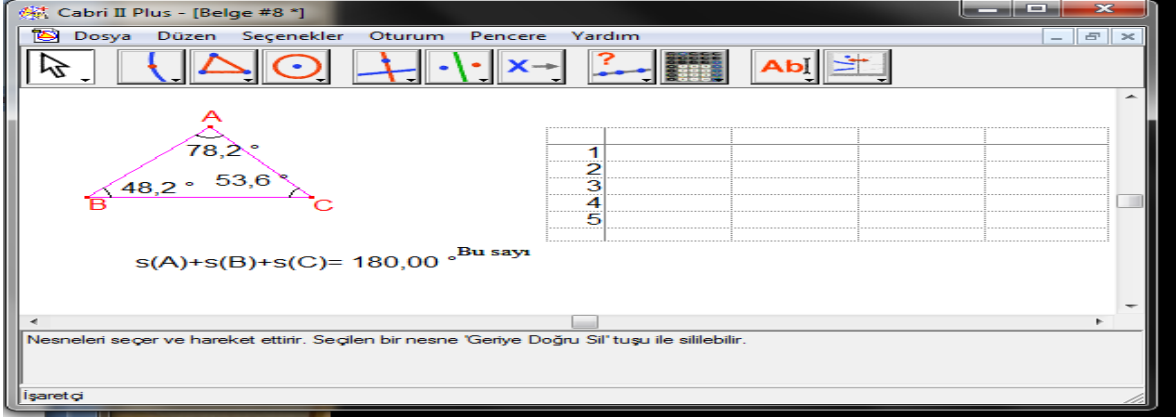 Cabri II Plus - [Belge #8 *]
Dosya Düzen Seçenekler Oturum Pencere Yardım
? Ab
A
78,2 °
48,2 ° 53,6 °
B C
1
2
3
4
5
s(A)+s(B)+s(C)= 180,00 ° Bu sayı
Nesneleri seçer ve hareket ettirir. Seçilen bir nesne 'Geriye Doğru Sil' tuşu ile sililebilir.
İşaretçi